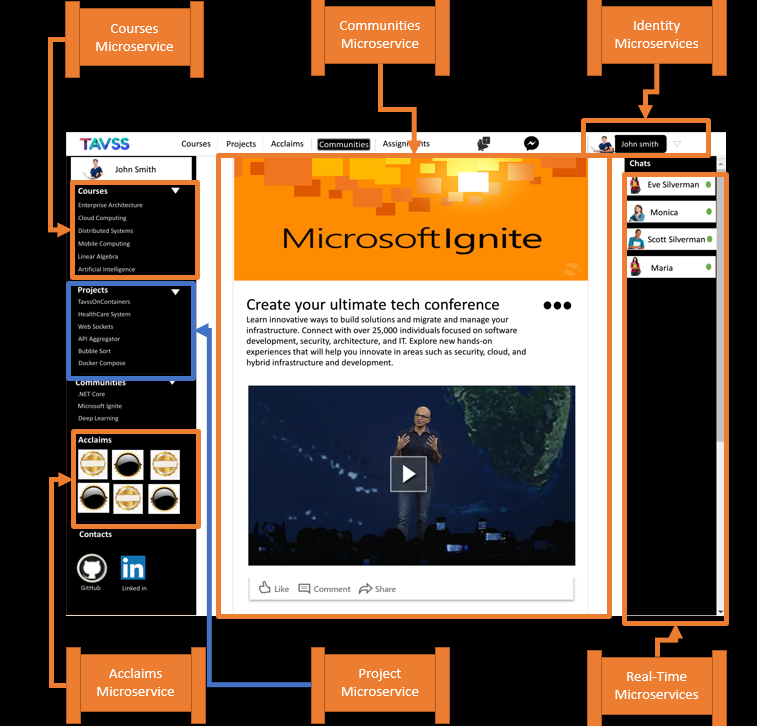 Courses
Microservice
Communities
Microservice
Identity
Microservices
TAVSS
Courses
Projects
Acclaims
Communities
Assignments
John smith
John Smith
Courses
Enterprise Architecture
Cloud Computing
Distributed Systems
Mobile Computing
Linear Algebra
Artificial Intelligence
Projects
TavssOnContainers
HealthCare System
Web Sockets
API Aggregator
Bubble Sort
Docker Compose
Communities
.NET Core
Microsoft Ignite
Deep Learning
Acclaims
Contacts
GitHub
Linked in
in
MicrosoftIgnite
Create your ultimate tech conference
Learn innovative ways to build solutions and migrate and manage your
infrastructure. Connect with over 25,000 individuals focused on software
development, security, architecture, and IT. Explore new hands-on
experiences that will help you innovate in areas such as security, cloud, and
hybrid infrastructure and development.
Like
Comment
Share
Chats
Eve Silverman
Monica
Scott Silverman
Maria
Acclaims
Microservice
Project
Microservice
Real-Time
Microservices